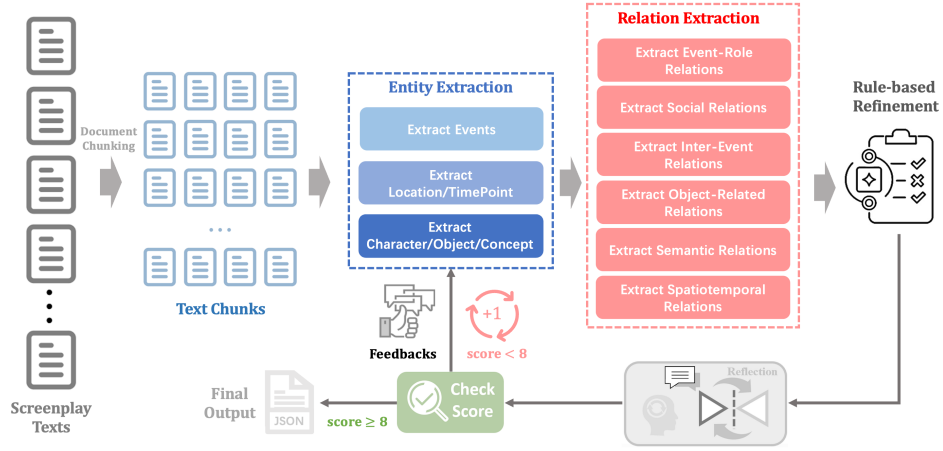 Screenplay
Texts
Document
Chunking
...
Text Chunks
Entity Extraction
Extract Events
Extract
Location/TimePoint
Extract
Character/Object/Concept
Relation Extraction
Extract Event-Role
Relations
Extract Social Relations
Extract Inter-Event
Relations
Extract Object-Related
Relations
Extract Semantic Relations
Extract Spatiotemporal
Relations
Rule-based
Refinement
Reflection
Check
Score
Feedbacks
+1
score < 8
score ≥ 8
Final
Output
JSON